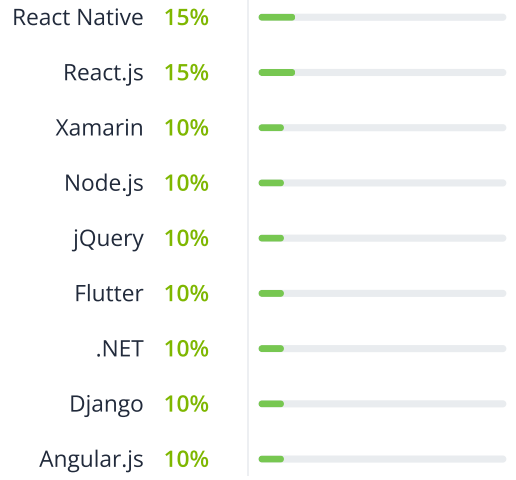 React Native 15%
React.js 15%
Xamarin 10%
Node.js 10%
jQuery 10%
Flutter 10%
.NET 10%
Django 10%
Angular.js 10%